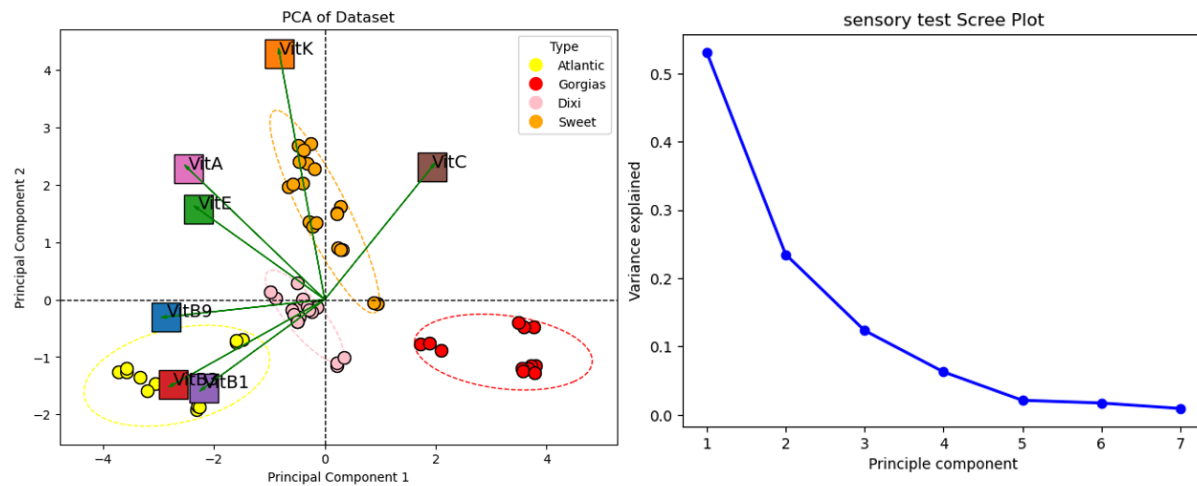 PCA of Dataset
Principal Component 2
4
3
2
1
0
−1
−2
VitK
VitA
VitE
VitC
VitB9
VitB3
VitB1
Type
Atlantic
Gorgias
Dixi
Sweet
−4
−2
0
2
4
Principal Component 1
sensory test Scree Plot
Variance explained
0.5
0.4
0.3
0.2
0.1
0.0
1
2
3
4
5
6
7
Principle component